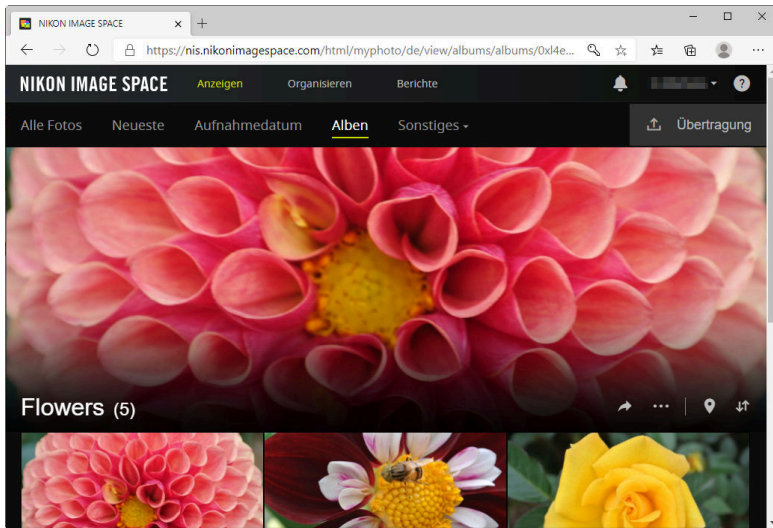 NIKON IMAGE SPACE
https://nis.nikonimagespace.com/html/myphoto/de/view/albums/albums/0xl4e...
NIKON IMAGE SPACE Anzeigen Organisieren Berichte ?
Alle Fotos Neueste Aufnahmedatum Alben Sonstiges Übertragung
Flowers (5)